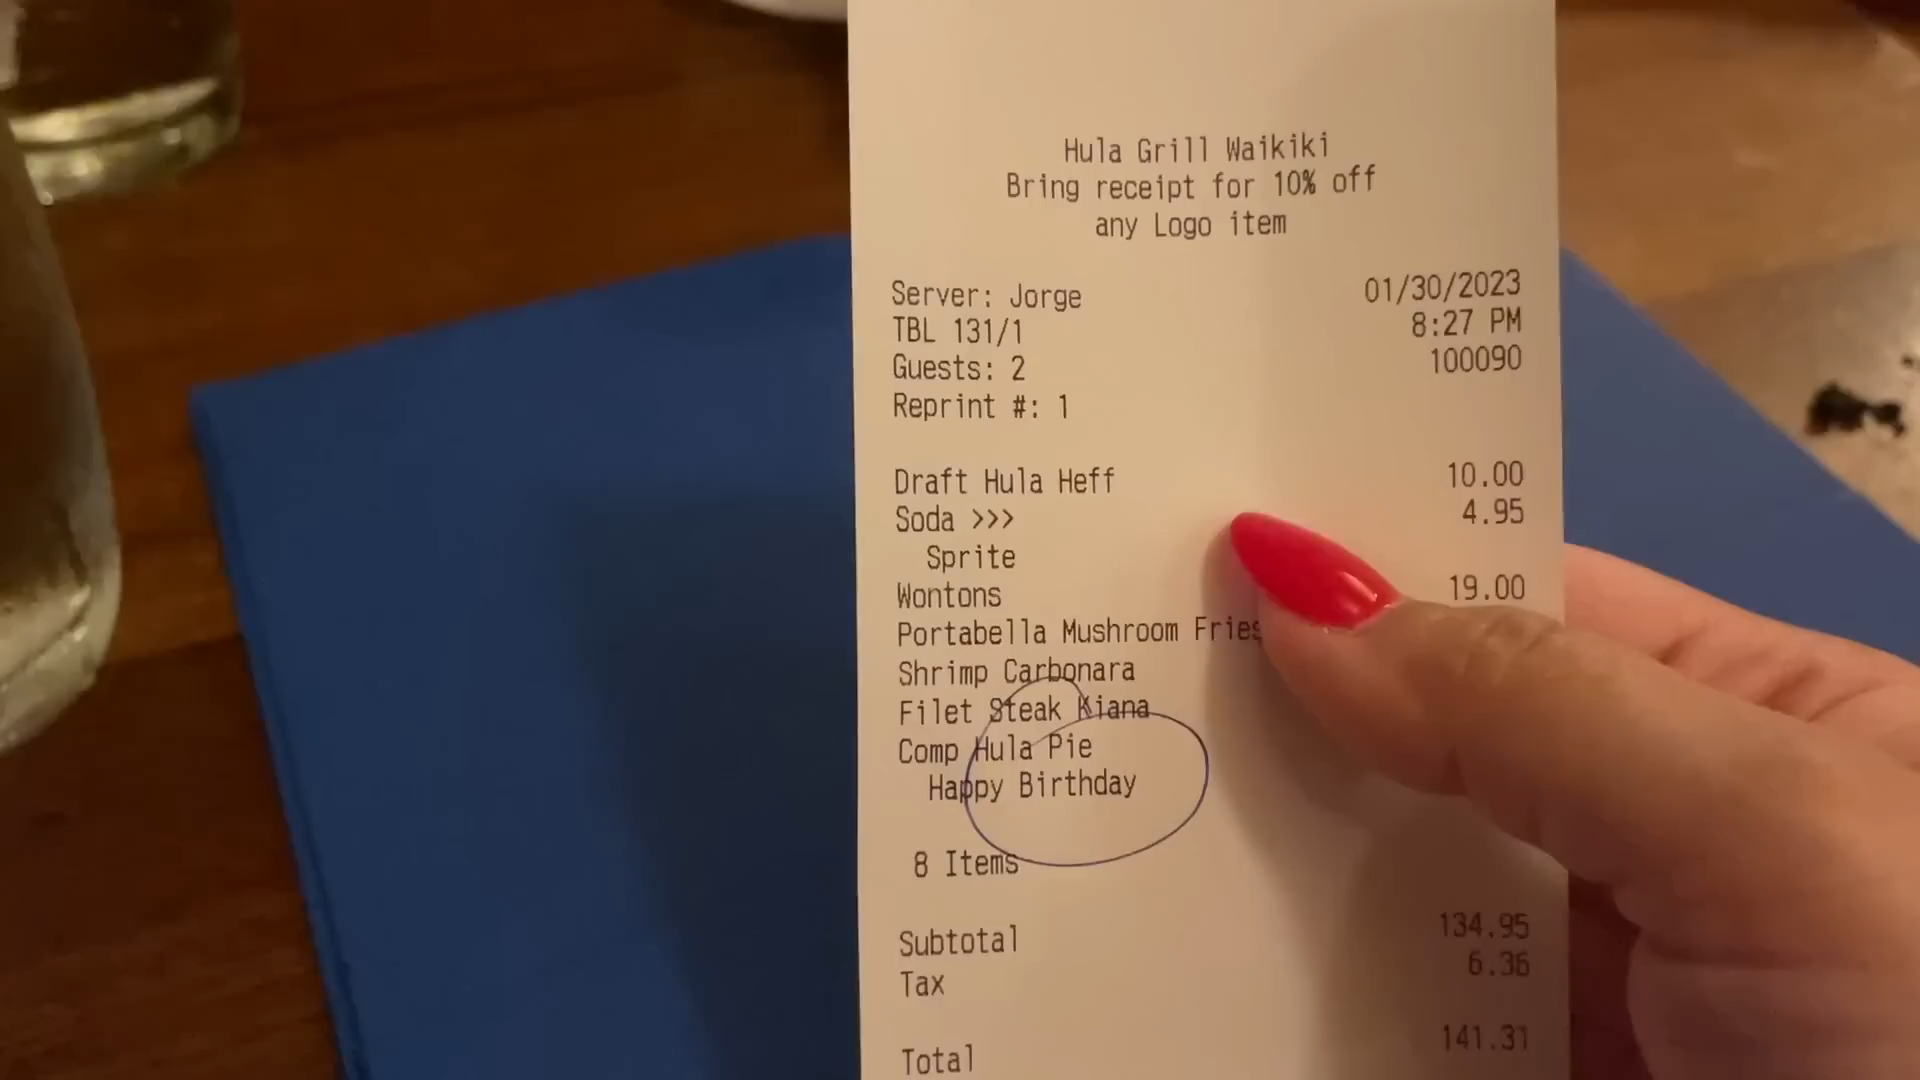 Hula Grill Waikiki
Bring receipt for 10% off
any Logo item
Server: Jorge 01/30/2023
TBL 131/1 8:27 PM
Guests: 2 100090
Reprint #: 1
Draft Hula Heff 10.00
Soda >>> 4.95
Sprite
Wontons 19.00
Portabella Mushroom Fries
Shrimp Carbonara
Filet Steak Kiana
Comp Hula Pie
Happy Birthday
8 Items
Subtotal 134.95
Tax 6.36
Total 141.31